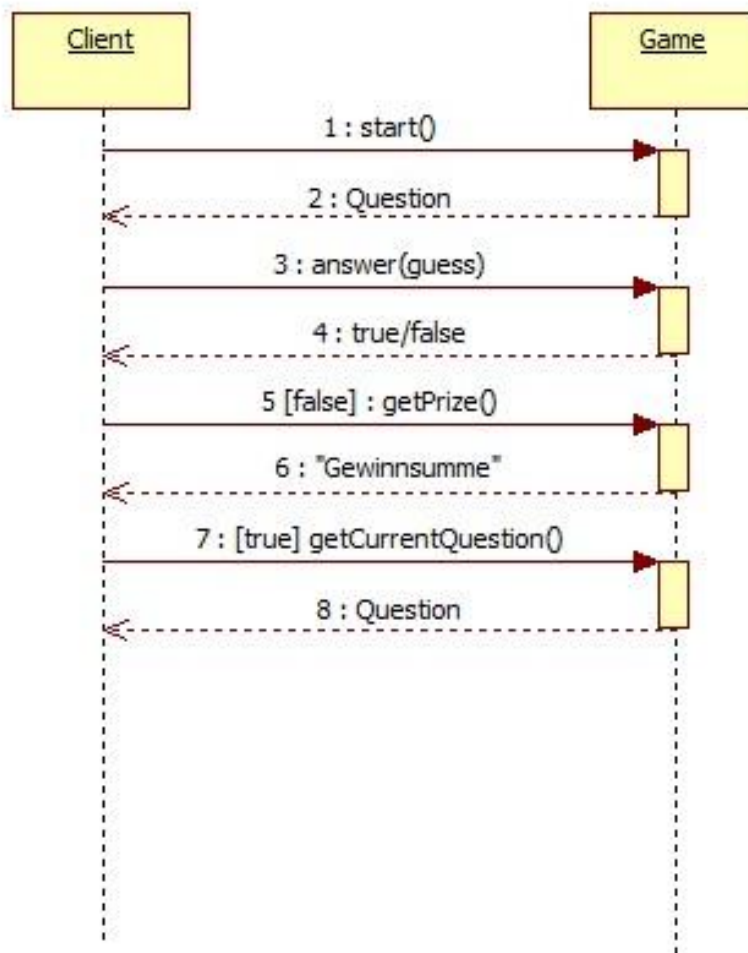 Client
Game
1 : start()
2 : Question
3 : answer(guess)
4 : true/false
5 [false] : getPrize()
6 : "Gewinnsumme"
7 : [true] getCurrentQuestion()
8 : Question